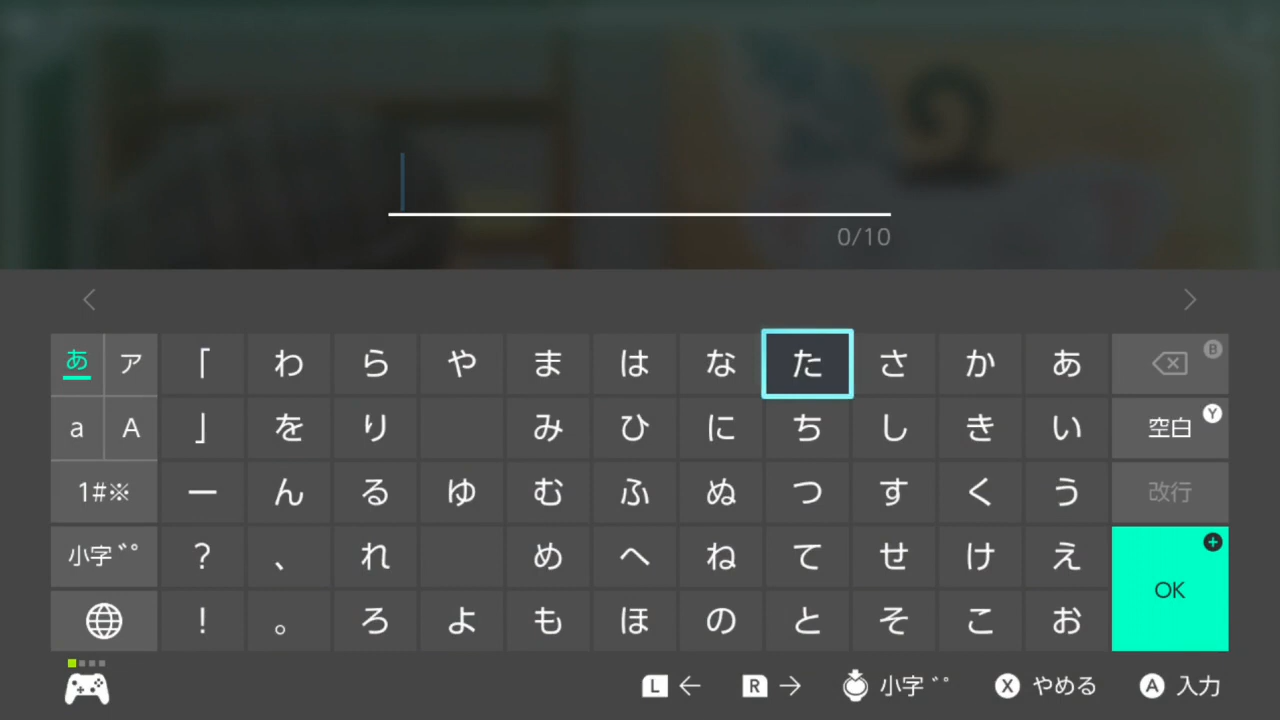 0/10
あ ア 「 わ ら や ま は な た さ か あ B
a A 」 を り み ひ に ち し き い 空白 Y
1#※ ー ん る ゆ む ふ ぬ つ す く う 改行
小字゛゜ ? 、 れ め へ ね て せ け え OK +
! 。 ろ よ も ほ の と そ こ お
L ← R → 小字゛゜ X やめる A 入力